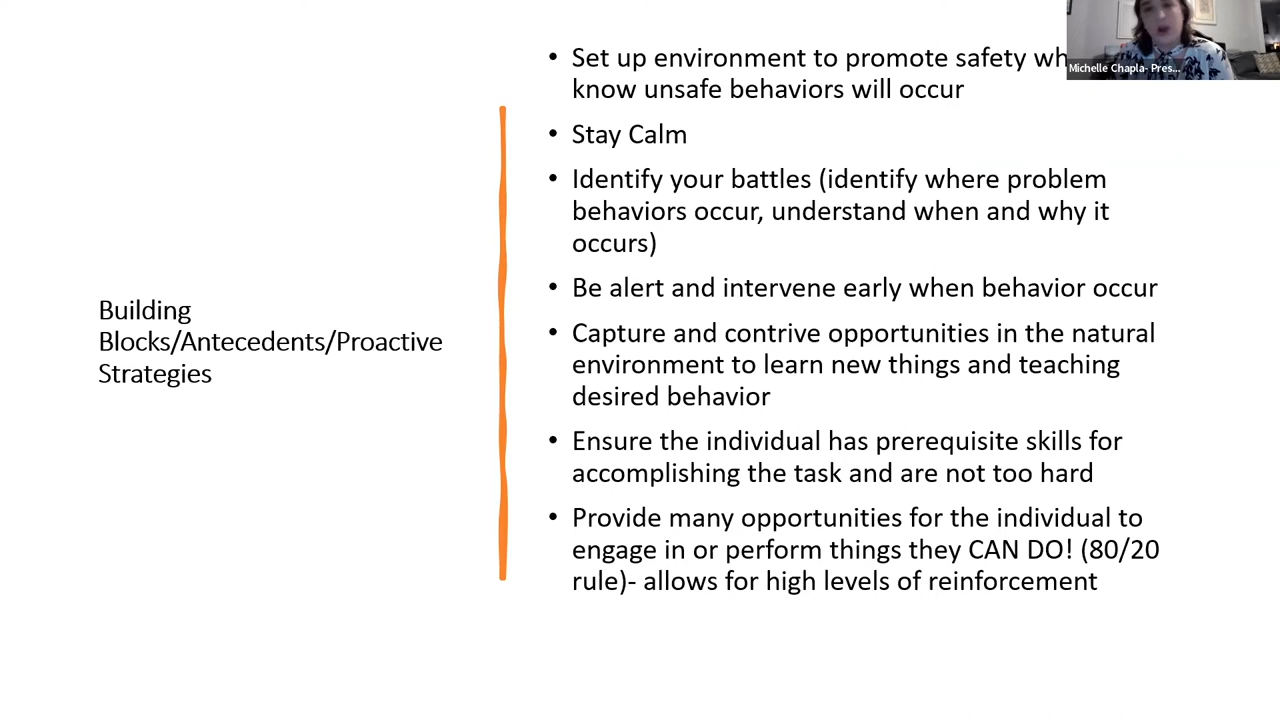 Building
Blocks/Antecedents/Proactive
Strategies
• Set up environment to promote safety
know unsafe behaviors will occur
• Stay Calm
• Identify your battles (identify where problem
behaviors occur, understand when and why it
occurs)
• Be alert and intervene early when behavior occur
• Capture and contrive opportunities in the natural
environment to learn new things and teaching
desired behavior
• Ensure the individual has prerequisite skills for
accomplishing the task and are not too hard
• Provide many opportunities for the individual to
engage in or perform things they CAN DO! (80/20
rule)- allows for high levels of reinforcement
Michelle Chapla- Pres...